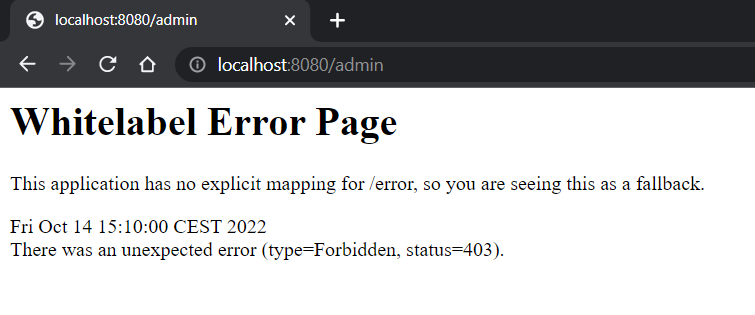 localhost:8080/admin
localhost:8080/admin
Whitelabel Error Page
This application has no explicit mapping for /error, so you are seeing this as a fallback.
Fri Oct 14 15:10:00 CEST 2022
There was an unexpected error (type=Forbidden, status=403).